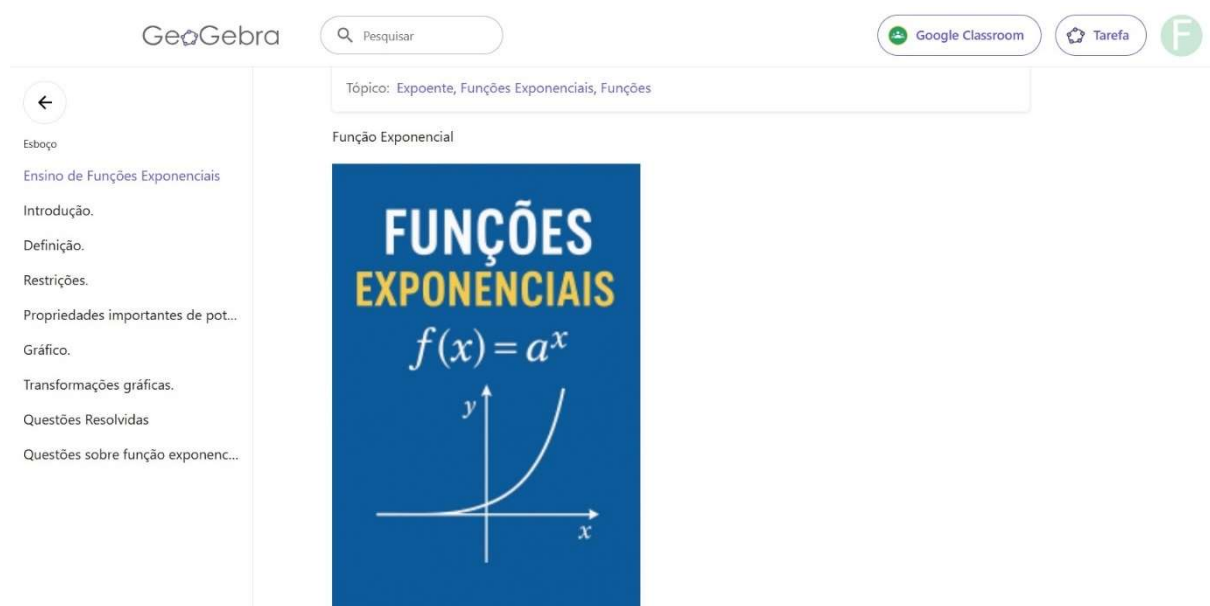 GeoGebra
Pesquisar
Google Classroom
Tarefa
F
Tópico: Expoente, Funções Exponenciais, Funções
Esboço
Ensino de Funções Exponenciais
Introdução.
Definição.
Restrições.
Propriedades importantes de pot...
Gráfico.
Transformações gráficas.
Questões Resolvidas
Questões sobre função exponenc...
Função Exponencial
FUNÇÕES
EXPONENCIAIS
f(x) = a^x
y
x